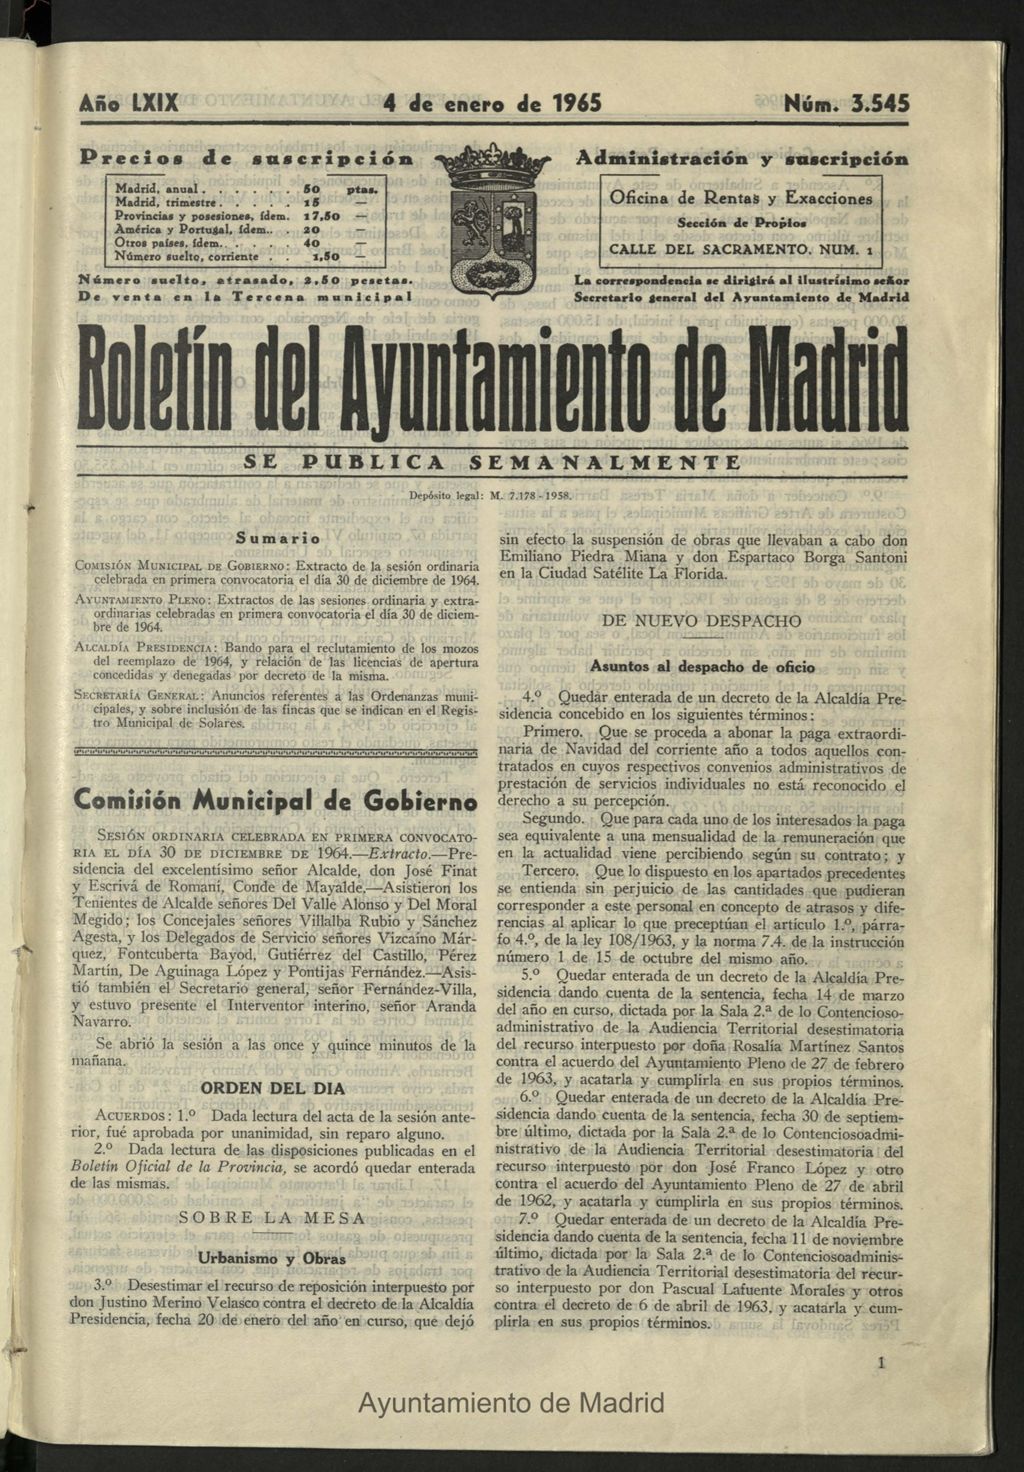 Año LXIX 4 de enero de 1965 Núm. 3.545
Precios de suscripción
Madrid, anual . . . . . . 50 ptas.
Madrid, trimestre . . . . . 15 —
Provincias y posesiones, ídem. 17,50 —
América y Portugal, ídem. . 20 —
Otros países, ídem. . . . . . 40 —
Número suelto, corriente . . 1,50 —
Número suelto, atrasado, 2,50 pesetas.
De venta en la Tercena municipal
Administración y suscripción
Oficina de Rentas y Exacciones
Sección de Propios
CALLE DEL SACRAMENTO, NUM. 1
La correspondencia se dirigirá al ilustrísimo señor
Secretario general del Ayuntamiento de Madrid
Boletín del Ayuntamiento de Madrid
SE PUBLICA SEMANALMENTE
Depósito legal: M. 7.178 - 1958.
Sumario
COMISIÓN MUNICIPAL DE GOBIERNO: Extracto de la sesión ordinaria
celebrada en primera convocatoria el día 30 de diciembre de 1964.
AYUNTAMIENTO PLENO: Extractos de las sesiones ordinaria y extra-
ordinarias celebradas en primera convocatoria el día 30 de diciem-
bre de 1964.
ALCALDÍA PRESIDENCIA: Bando para el reclutamiento de los mozos
del reemplazo de 1964, y relación de las licencias de apertura
concedidas y denegadas por decreto de la misma.
SECRETARÍA GENERAL: Anuncios referentes a las Ordenanzas muni-
cipales, y sobre inclusión de las fincas que se indican en el Regis-
tro Municipal de Solares.
Comisión Municipal de Gobierno
SESIÓN ORDINARIA CELEBRADA EN PRIMERA CONVOCATO-
RIA EL DÍA 30 DE DICIEMBRE DE 1964.—Extracto.—Pre-
sidencia del excelentísimo señor Alcalde, don José Finat
y Escrivá de Romaní, Conde de Mayalde.—Asistieron los
Tenientes de Alcalde señores Del Valle Alonso y Del Moral
Megido; los Concejales señores Villalba Rubio y Sánchez
Agesta, y los Delegados de Servicio señores Vizcaíno Már-
quez, Fontcuberta Bayod, Gutiérrez del Castillo, Pérez
Martín, De Aguinaga López y Pontijas Fernández.—Asis-
tió también el Secretario general, señor Fernández-Villa,
y estuvo presente el Interventor interino, señor Aranda
Navarro.
Se abrió la sesión a las once y quince minutos de la
mañana.
ORDEN DEL DIA
ACUERDOS: 1.º Dada lectura del acta de la sesión ante-
rior, fué aprobada por unanimidad, sin reparo alguno.
2.º Dada lectura de las disposiciones publicadas en el
Boletín Oficial de la Provincia, se acordó quedar enterada
de las mismas.
SOBRE LA MESA
Urbanismo y Obras
3.º Desestimar el recurso de reposición interpuesto por
don Justino Merino Velasco contra el decreto de la Alcaldía
Presidencia, fecha 20 de enero del año en curso, que dejó
sin efecto la suspensión de obras que llevaban a cabo don
Emiliano Piedra Miana y don Espartaco Borga Santoni
en la Ciudad Satélite La Florida.
DE NUEVO DESPACHO
Asuntos al despacho de oficio
4.º Quedar enterada de un decreto de la Alcaldía Pre-
sidencia concebido en los siguientes términos:
Primero. Que se proceda a abonar la paga extraordi-
naria de Navidad del corriente año a todos aquellos con-
tratados en cuyos respectivos convenios administrativos de
prestación de servicios individuales no está reconocido el
derecho a su percepción.
Segundo. Que para cada uno de los interesados la paga
sea equivalente a una mensualidad de la remuneración que
en la actualidad viene percibiendo según su contrato; y
Tercero. Que lo dispuesto en los apartados precedentes
se entienda sin perjuicio de las cantidades que pudieran
corresponder a este personal en concepto de atrasos y dife-
rencias al aplicar lo que preceptúan el artículo 1.º, párra-
fo 4.º, de la ley 108/1963, y la norma 7.4. de la instrucción
número 1 de 15 de octubre del mismo año.
5.º Quedar enterada de un decreto de la Alcaldía Pre-
sidencia dando cuenta de la sentencia, fecha 14 de marzo
del año en curso, dictada por la Sala 2.ª de lo Contencioso-
administrativo de la Audiencia Territorial desestimatoria
del recurso interpuesto por doña Rosalía Martínez Santos
contra el acuerdo del Ayuntamiento Pleno de 27 de febrero
de 1963, y acatarla y cumplirla en sus propios términos.
6.º Quedar enterada de un decreto de la Alcaldía Pre-
sidencia dando cuenta de la sentencia, fecha 30 de septiem-
bre último, dictada por la Sala 2.ª de lo Contenciosoadmi-
nistrativo de la Audiencia Territorial desestimatoria del
recurso interpuesto por don José Franco López y otro
contra el acuerdo del Ayuntamiento Pleno de 27 de abril
de 1962, y acatarla y cumplirla en sus propios términos.
7.º Quedar enterada de un decreto de la Alcaldía Pre-
sidencia dando cuenta de la sentencia, fecha 11 de noviembre
último, dictada por la Sala 2.ª de lo Contenciosoadminis-
trativo de la Audiencia Territorial desestimatoria del recur-
so interpuesto por don Pascual Lafuente Morales y otros
contra el decreto de 6 de abril de 1963, y acatarla y cum-
plirla en sus propios términos.
1
Ayuntamiento de Madrid